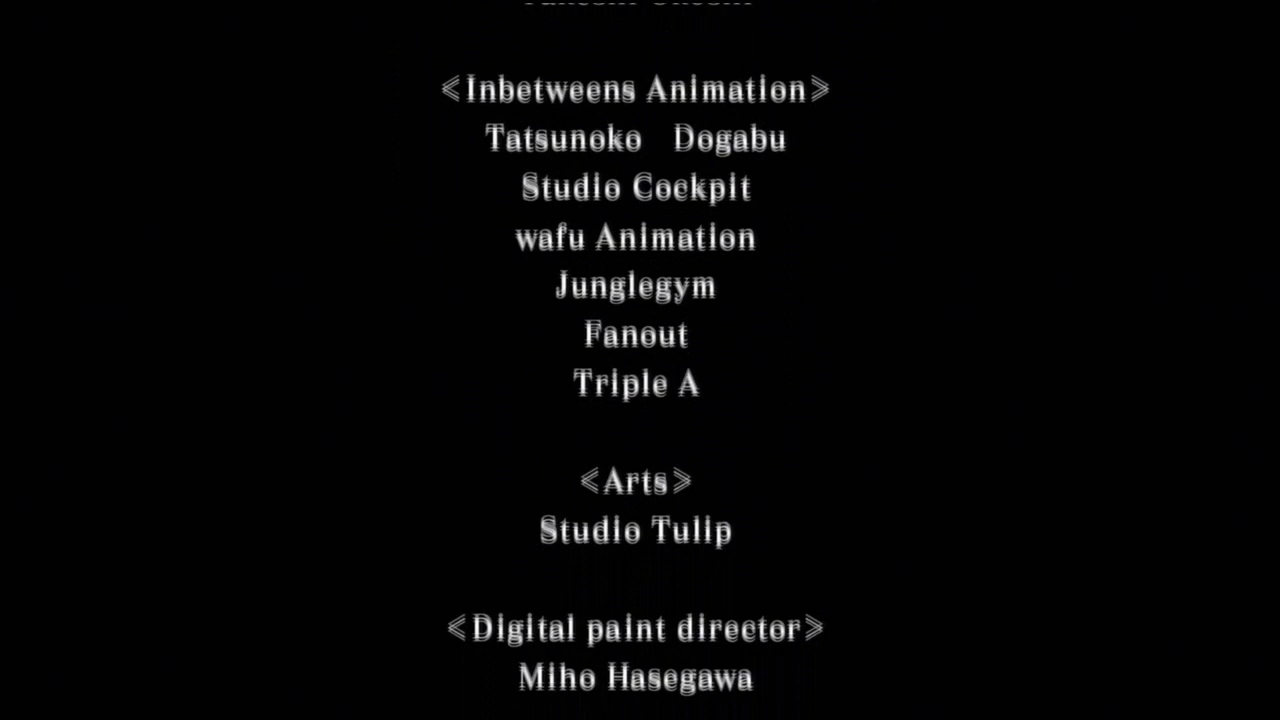 ≪Inbetweens Animation≫
Tatsunoko　Dogabu
Studio Cockpit
wafu Animation
Junglegym
Fanout
Triple A
≪Arts≫
Studio Tulip
≪Digital paint director≫
Miho Hasegawa